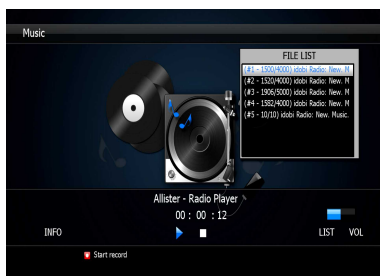 Music
FILE LIST
(#1 - 1500/4000) idobi Radio: New. M
(#2 - 1520/4000) idobi Radio: New. M
(#3 - 1906/5000) idobi Radio: New. M
(#4 - 1582/4000) idobi Radio: New. M
(#5 - 10/10) idobi Radio: New. Music.
Allister - Radio Player
00 : 00 : 12
INFO
LIST VOL
Start record